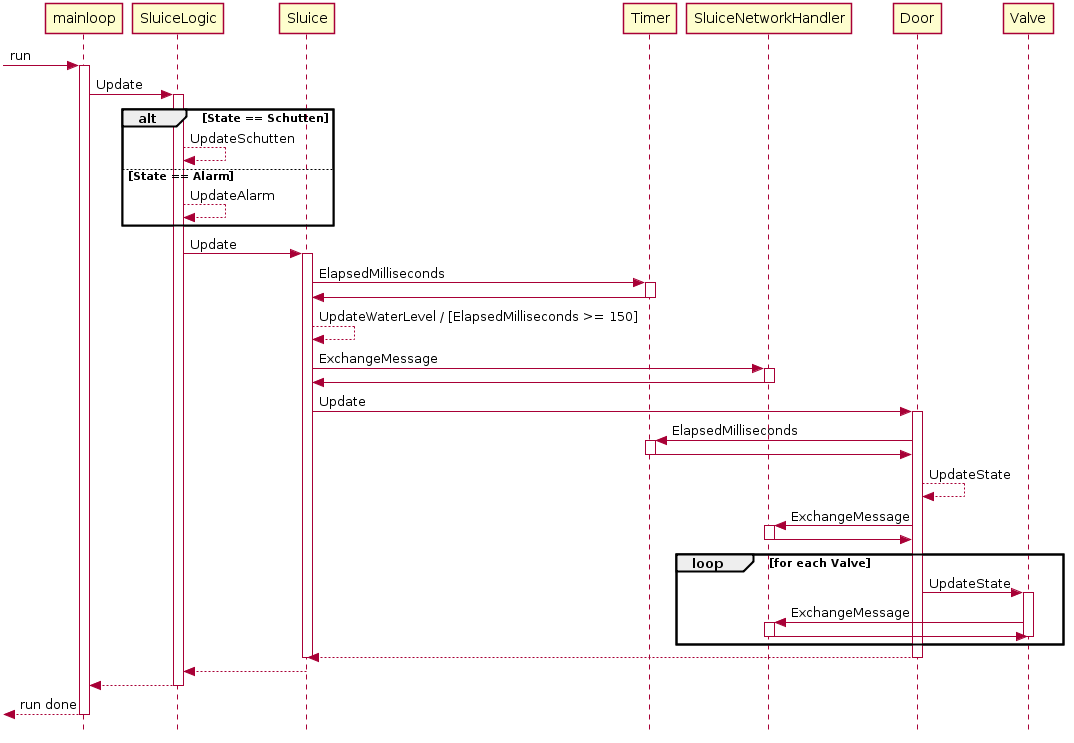 mainloop SluiceLogic Sluice Timer SluiceNetworkHandler Door Valve
run
Update
alt [State == Schutten]
UpdateSchutten
[State == Alarm]
UpdateAlarm
Update
ElapsedMilliseconds
UpdateWaterLevel / [ElapsedMilliseconds >= 150]
ExchangeMessage
Update
ElapsedMilliseconds
UpdateState
ExchangeMessage
loop [for each Valve]
UpdateState
ExchangeMessage
run done